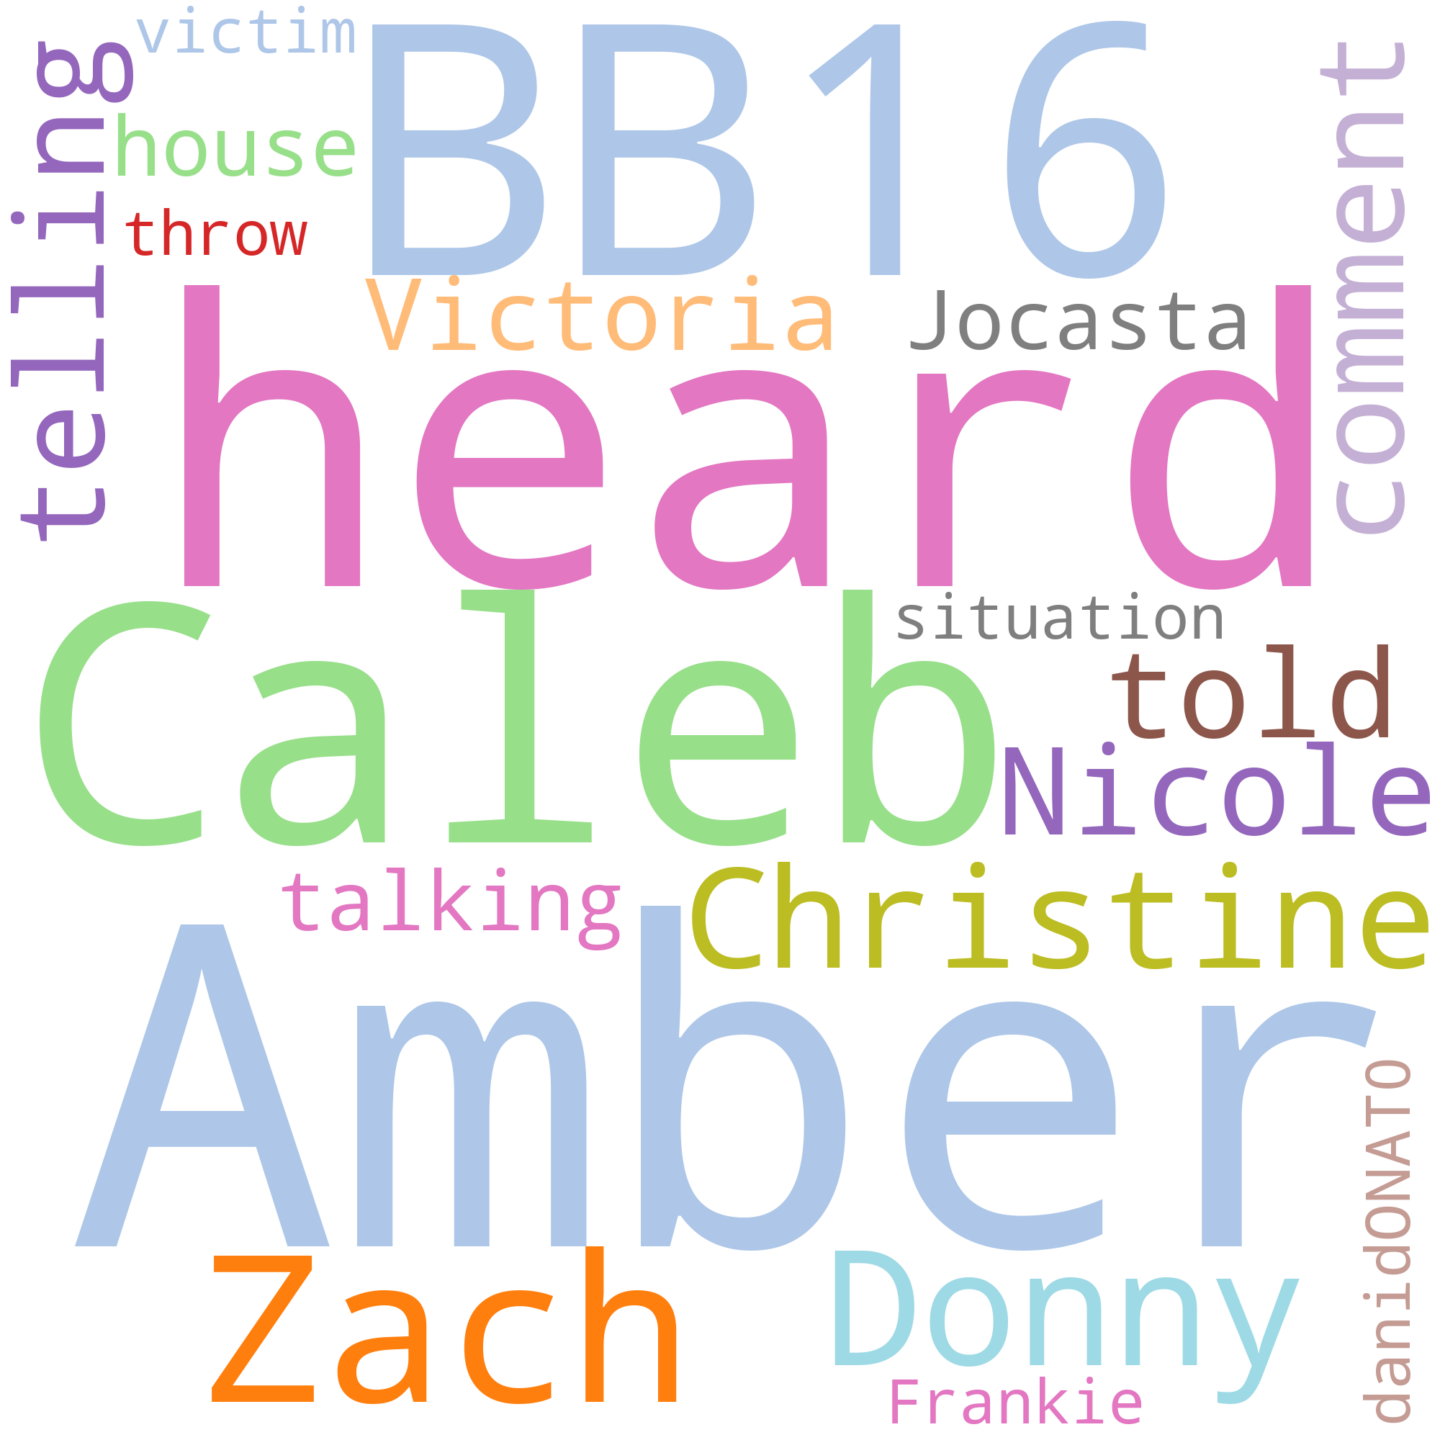 victim
BB16
telling
comment
house
throw
Victoria
Jocasta
heard
Caleb
situation
told
Nicole
talking
Christine
Amber
danidONATO
Zach
Donny
Frankie